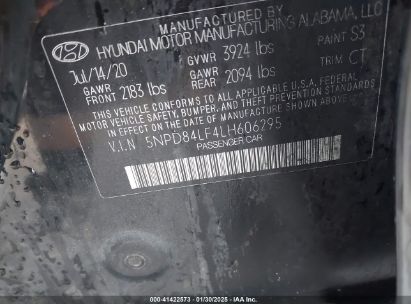 MANUFACTURED BY
HYUNDAI MOTOR MANUFACTURING ALABAMA, LLC
Jul/14/20 GVWR 3924 lbs PAINT S3
GAWR FRONT 2183 lbs GAWR REAR 2094 lbs TRIM CT
THIS VEHICLE CONFORMS TO ALL APPLICABLE U.S.A. FEDERAL
MOTOR VEHICLE SAFETY, BUMPER, AND THEFT PREVENTION STANDARDS
IN EFFECT ON THE DATE OF MANUFACTURE SHOWN ABOVE.
V.I.N 5NPD84LF4LH606295
PASSENGER CAR
000-41422573 - 01/30/2025 - IAAI.COM